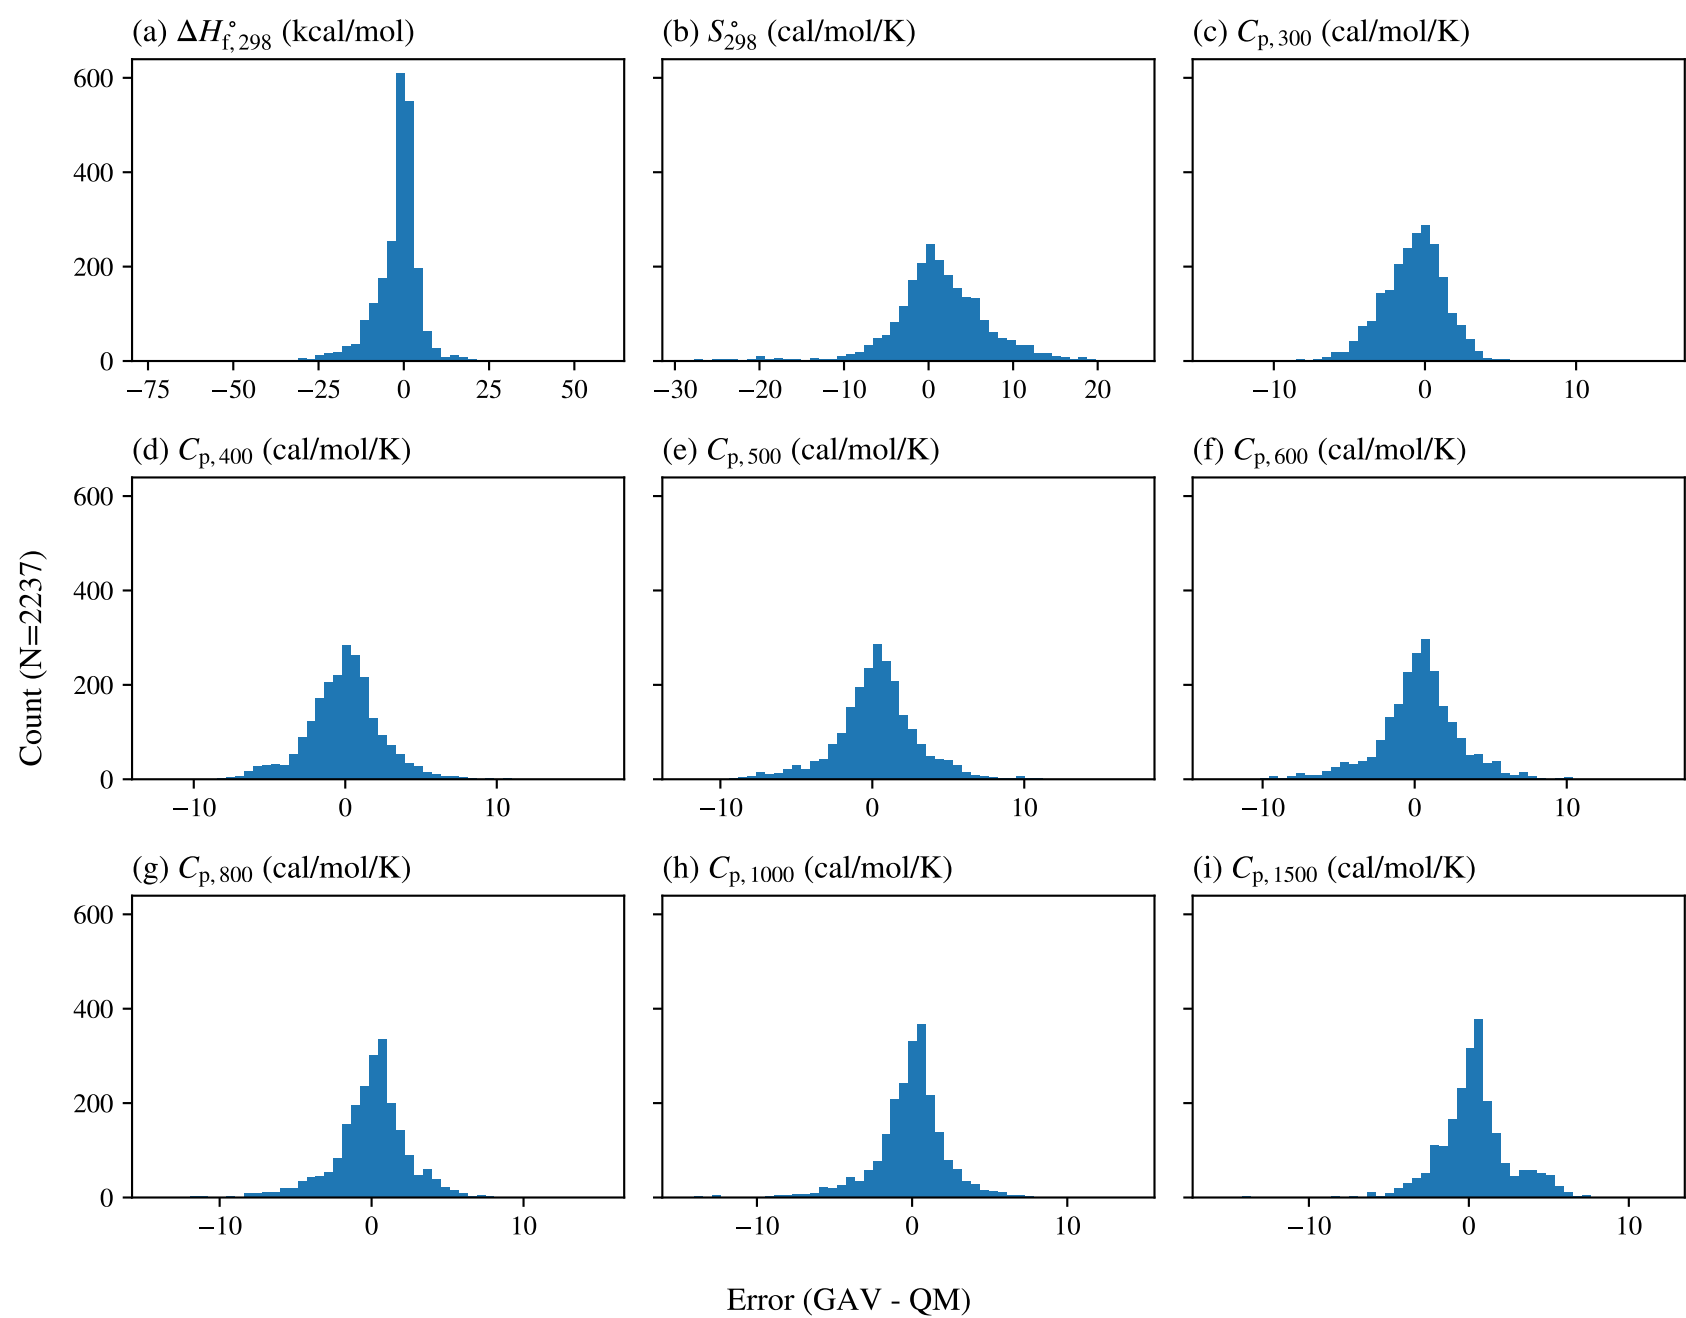 (a) ΔH°f,298 (kcal/mol)
(b) S°298 (cal/mol/K)
(c) Cp,300 (cal/mol/K)
600
400
200
0
−75 −50 −25 0 25 50
−30 −20 −10 0 10 20
−10 0 10
(d) Cp,400 (cal/mol/K)
(e) Cp,500 (cal/mol/K)
(f) Cp,600 (cal/mol/K)
600
400
200
0
−10 0 10
−10 0 10
−10 0 10
Count (N=2237)
(g) Cp,800 (cal/mol/K)
(h) Cp,1000 (cal/mol/K)
(i) Cp,1500 (cal/mol/K)
600
400
200
0
−10 0 10
−10 0 10
−10 0 10
Error (GAV - QM)